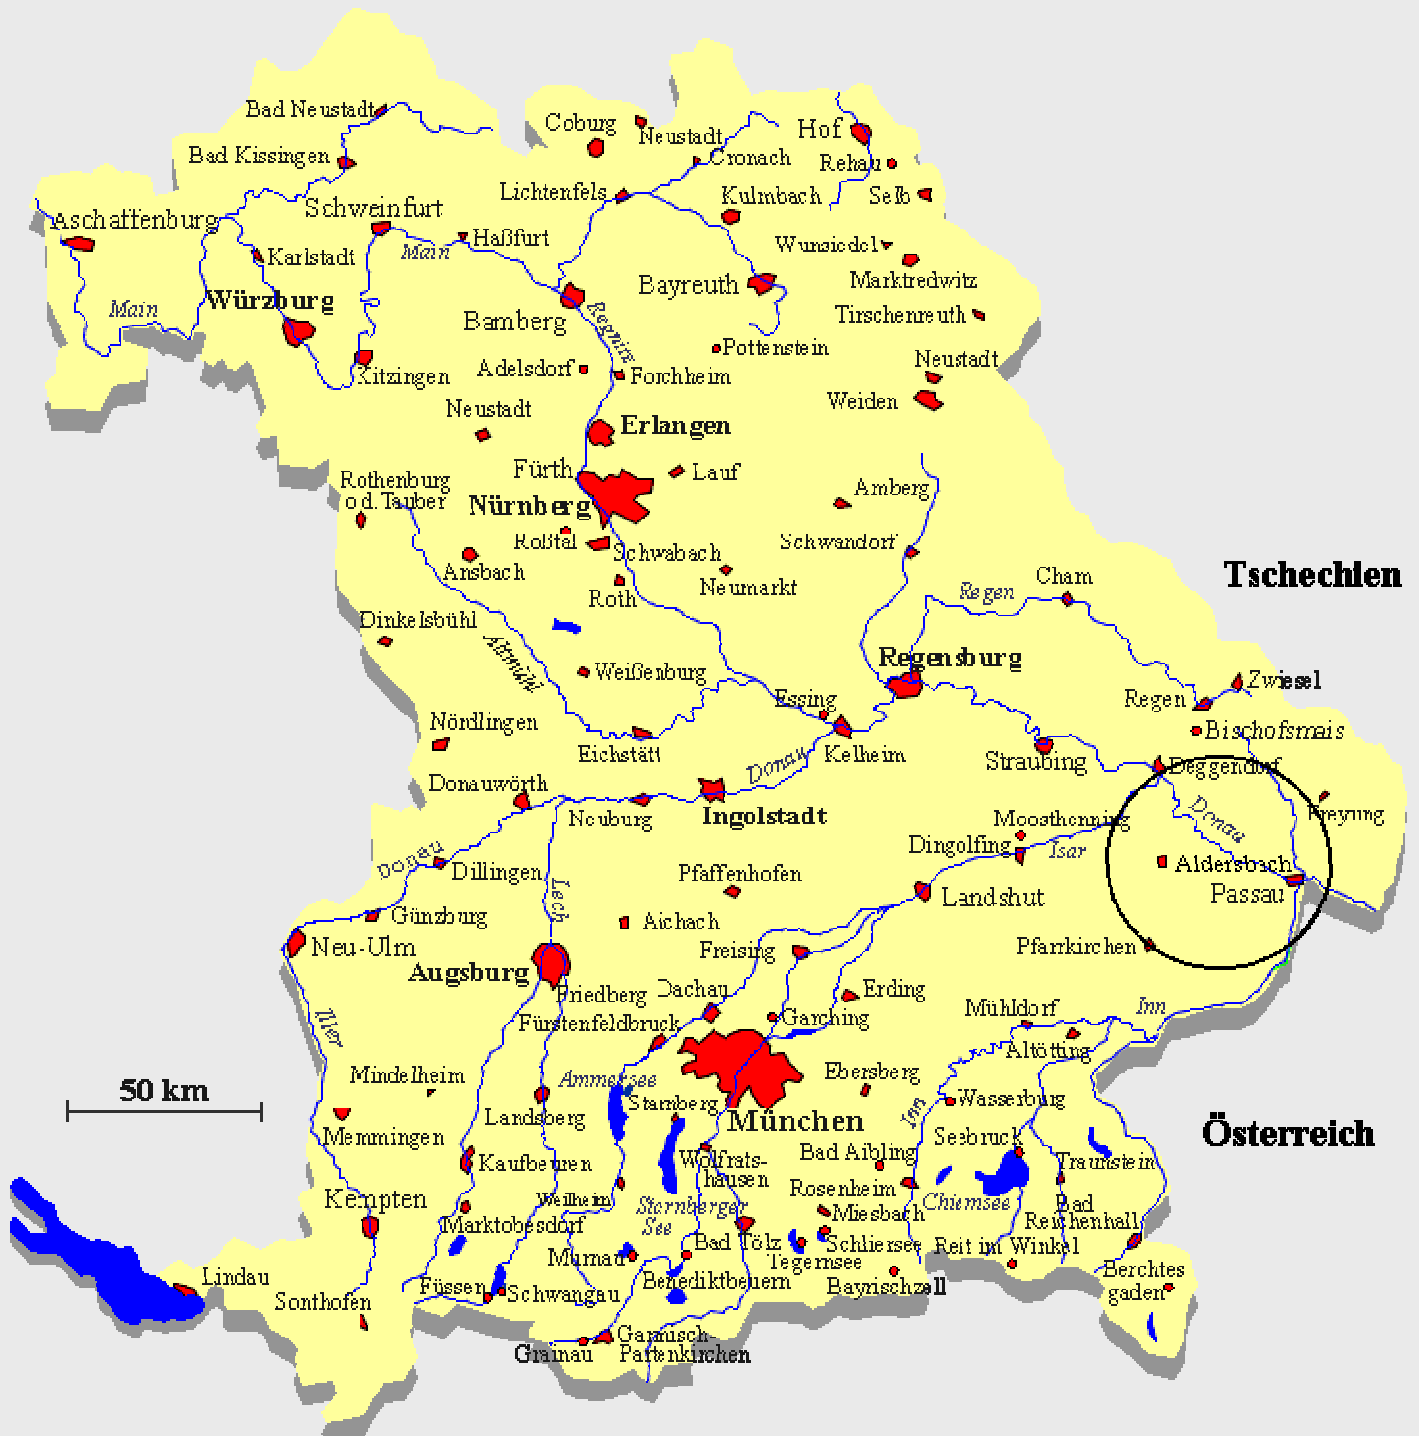 Bad Neustadt
Coburg
Neustadt
Hof
Bad Kissingen
Cronach
Rehau
Lichtenfels
Kulmbach
Selb
Aschaffenburg
Schweinfurt
Haßfurt
Main
Wunsiedel
Karlstadt
Marktredwitz
Bayreuth
Würzburg
Main
Bamberg
Regnitz
Tirschenreuth
Pottenstein
Neustadt
Adelsdorf
Forchheim
Kitzingen
Weiden
Neustadt
Erlangen
Fürth
Lauf
Rothenburg
o.d.Tauber
Amberg
Nürnberg
Roßtal
Schwabach
Schwandorf
Ansbach
Neumarkt
Tschechien
Cham
Regen
Roth
Dinkelsbühl
Altmühl
Regensburg
Weißenburg
Zwiesel
Essing
Regen
Nördlingen
Bischofsmais
Eichstätt
Kelheim
Straubing
Donau
Deggendorf
Donauwörth
Neuburg
Ingolstadt
Donau
Freyung
Moosthenning
Dingolfing
Isar
Donau
Dillingen
Aldersbach
Pfaffenhofen
Passau
Lech
Landshut
Günzburg
Aichach
Neu-Ulm
Freising
Pfarrkirchen
Augsburg
Friedberg
Dachau
Erding
Inn
Mühldorf
Iller
Fürstenfeldbruck
Garching
Altötting
50 km
Mindelheim
Ammersee
Ebersberg
Starnberg
Inn
Wasserburg
Landsberg
München
Österreich
Memmingen
Seebruck
Kaufbeuren
Wolfrats-
hausen
Bad Aibling
Traunstein
Rosenheim
Kempten
Weilheim
Starnberger
See
Chiemsee
Bad
Reichenhall
Marktobesdorf
Miesbach
Murnau
Bad Tölz
Schliersee
Reit im Winkel
Tegernsee
Lindau
Füssen
Schwangau
Benediktbeuern
Bayrischzell
Berchtes
gaden
Sonthofen
Garmisch-
Partenkirchen
Grainau